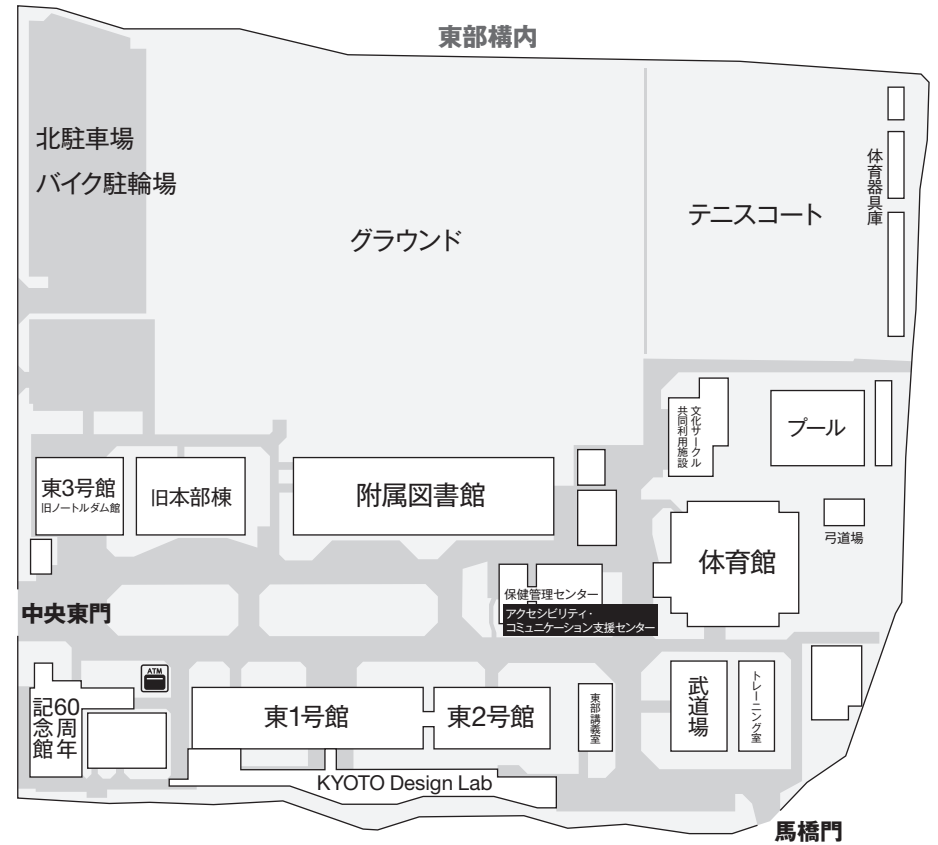 東部構内
北駐車場
バイク駐輪場
グラウンド
テニスコート
体育器具庫
文化サークル
共同利用施設
プール
東3号館
旧ノートルダム館
旧本部棟
附属図書館
体育館
弓道場
保健管理センター
アクセシビリティ・
コミュニケーション支援センター
中央東門
ATM
60周年
記念館
東1号館
東2号館
東部講義室
武道場
トレーニング室
KYOTO Design Lab
馬橋門